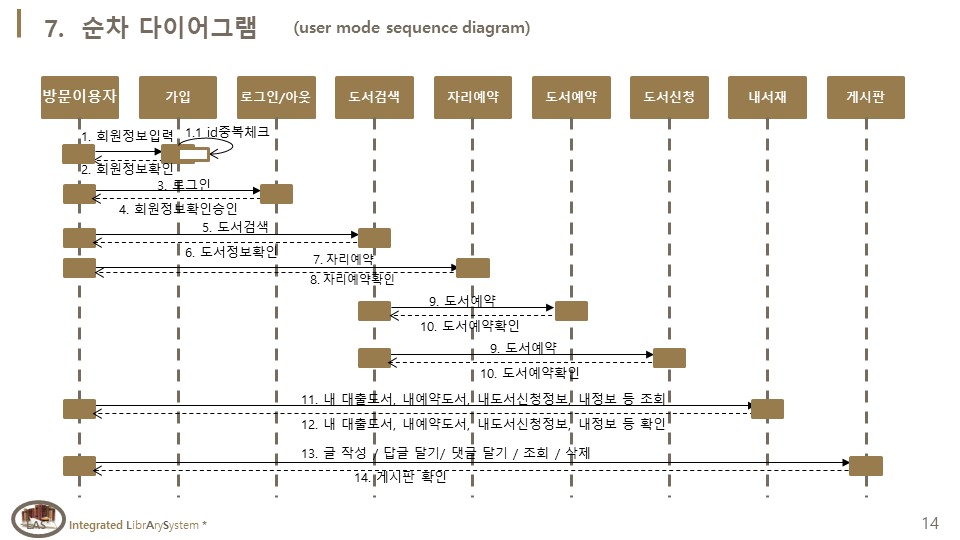 7. 순차 다이어그램 (user mode sequence diagram)
방문이용자 가입 로그인/아웃 도서검색 자리예약 도서예약 도서신청 내서재 게시판
1. 회원정보입력 1.1 id중복체크
2. 회원정보확인
3. 로그인
4. 회원정보확인승인
5. 도서검색
6. 도서정보확인
7. 자리예약
8. 자리예약확인
9. 도서예약
10. 도서예약확인
9. 도서예약
10. 도서예약확인
11. 내 대출도서, 내예약도서, 내도서신청정보, 내정보 등 조회
12. 내 대출도서, 내예약도서, 내도서신청정보, 내정보 등 확인
13. 글 작성 / 답글 달기/ 댓글 달기 / 조회 / 삭제
14. 게시판 확인
LAS Integrated LibrArySystem *
14